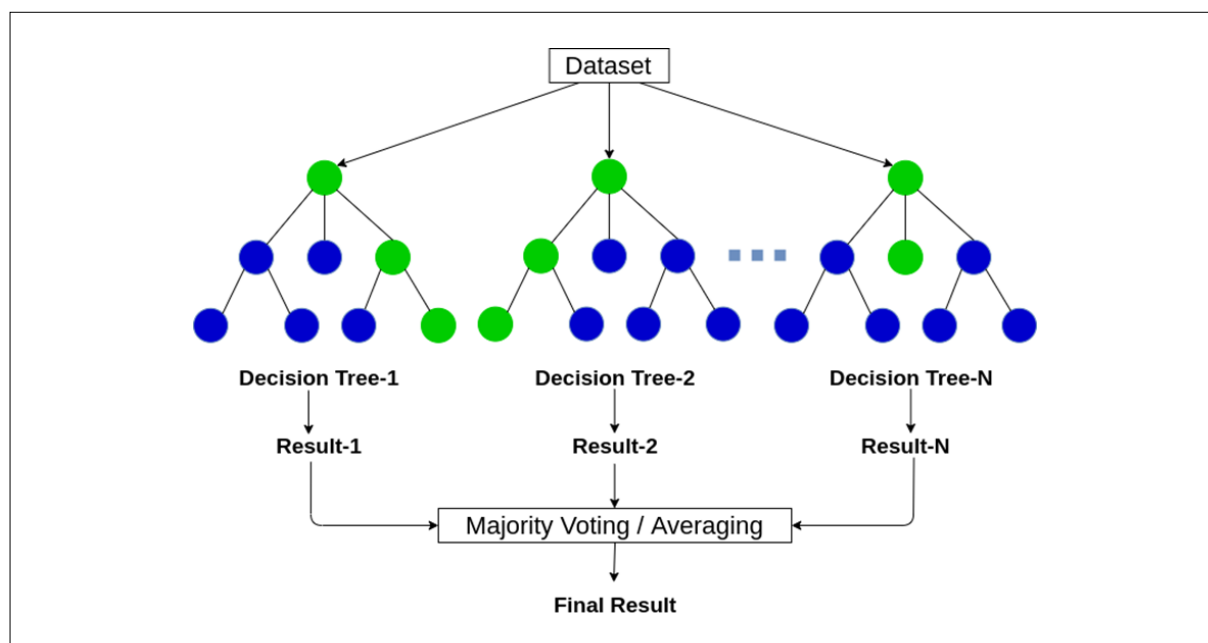 Dataset
Decision Tree-1
Decision Tree-2
Decision Tree-N
Result-1
Result-2
Result-N
Majority Voting / Averaging
Final Result